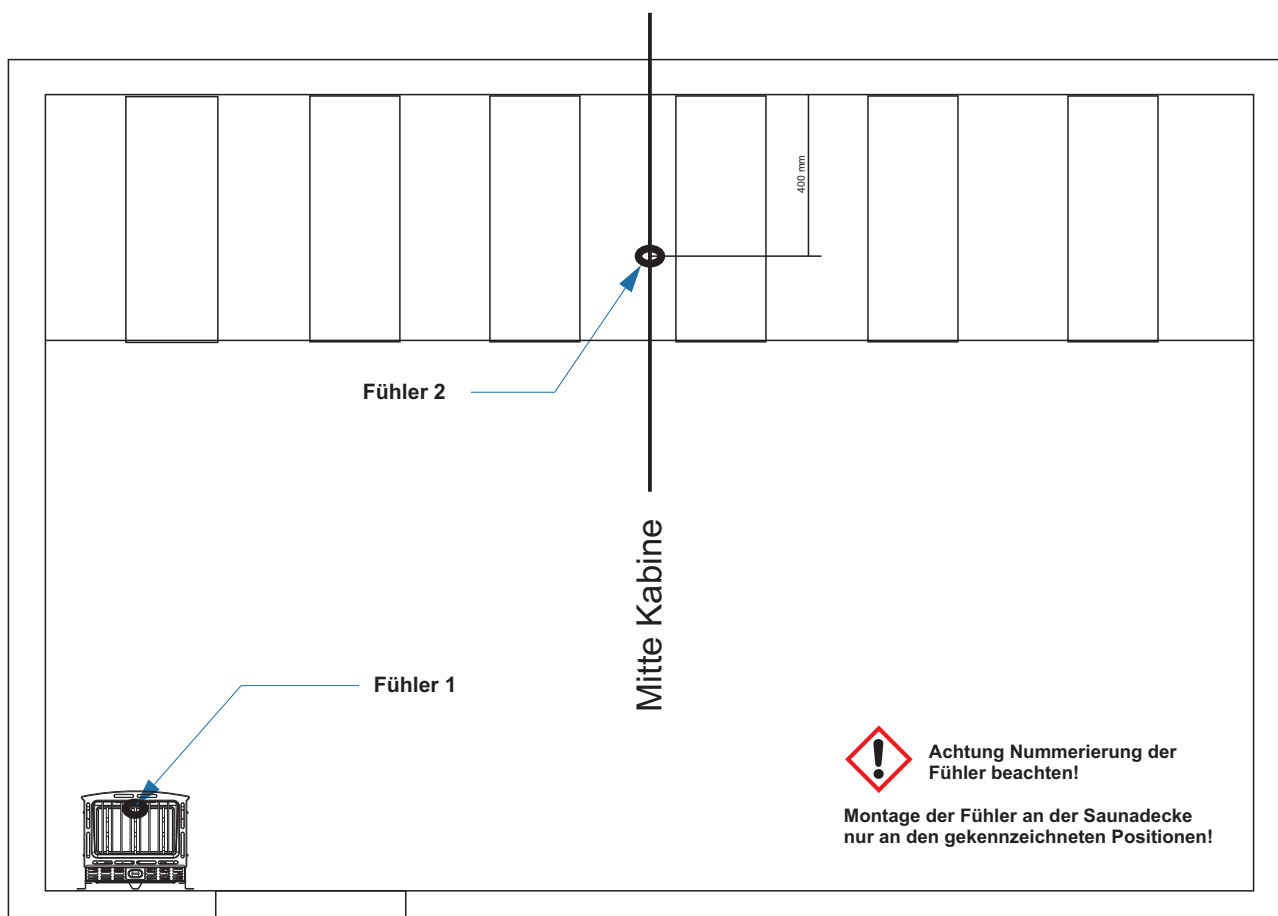 400 mm
Fühler 2
Mitte Kabine
Fühler 1
Achtung Nummerierung der
Fühler beachten!
Montage der Fühler an der Saunadecke
nur an den gekennzeichneten Positionen!